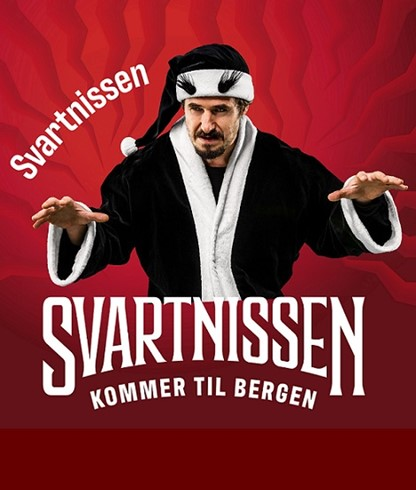 Svartnissen
SVARTNISSEN
KOMMER TIL BERGEN